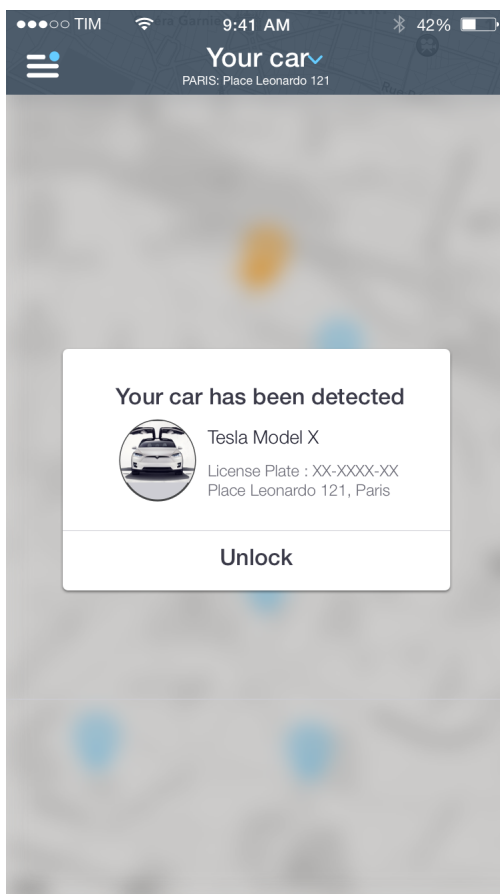 TIM
9:41 AM
42%
Your car
PARIS: Place Leonardo 121
Your car has been detected
Tesla Model X
License Plate : XX-XXXX-XX
Place Leonardo 121, Paris
Unlock